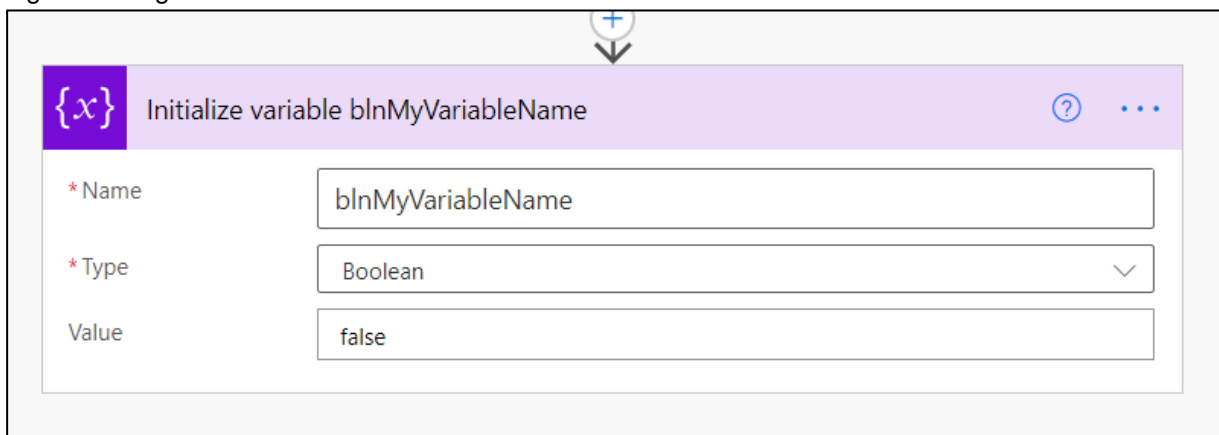 {x} Initialize variable blnMyVariableName ? ...
* Name blnMyVariableName
* Type Boolean
Value false